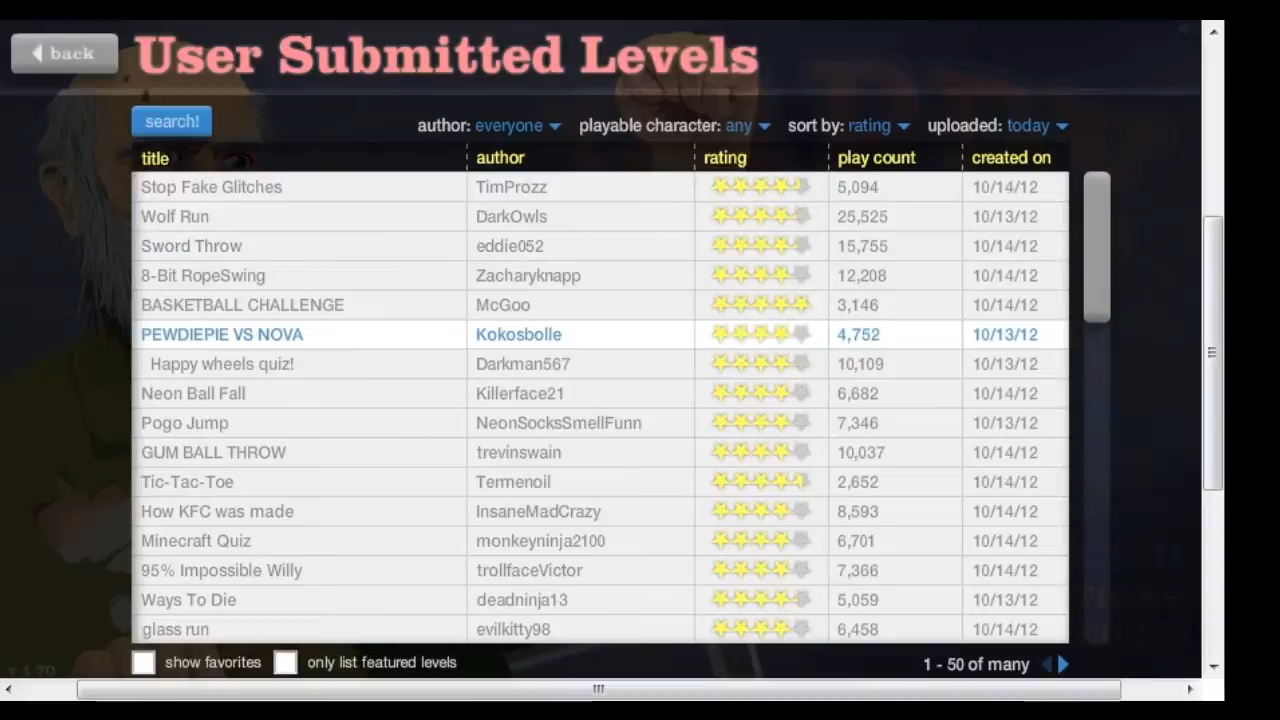 back
User Submitted Levels
search!
author: everyone playable character: any sort by: rating uploaded: today
title author rating play count created on
Stop Fake Glitches TimProzz 5,094 10/14/12
Wolf Run DarkOwls 25,525 10/13/12
Sword Throw eddie052 15,755 10/14/12
8-Bit RopeSwing Zacharyknapp 12,208 10/14/12
BASKETBALL CHALLENGE McGoo 3,146 10/14/12
PEWDIEPIE VS NOVA Kokosbolle 4,752 10/13/12
Happy wheels quiz! Darkman567 10,109 10/13/12
Neon Ball Fall Killerface21 6,682 10/14/12
Pogo Jump NeonSocksSmellFunn 7,346 10/13/12
GUM BALL THROW trevinswain 10,037 10/14/12
Tic-Tac-Toe Termenoil 2,652 10/14/12
How KFC was made InsaneMadCrazy 8,593 10/14/12
Minecraft Quiz monkeyninja2100 6,701 10/14/12
95% Impossible Willy trollfaceVictor 7,366 10/14/12
Ways To Die deadninja13 5,059 10/13/12
glass run evilkitty98 6,458 10/14/12
show favorites only list featured levels 1 - 50 of many